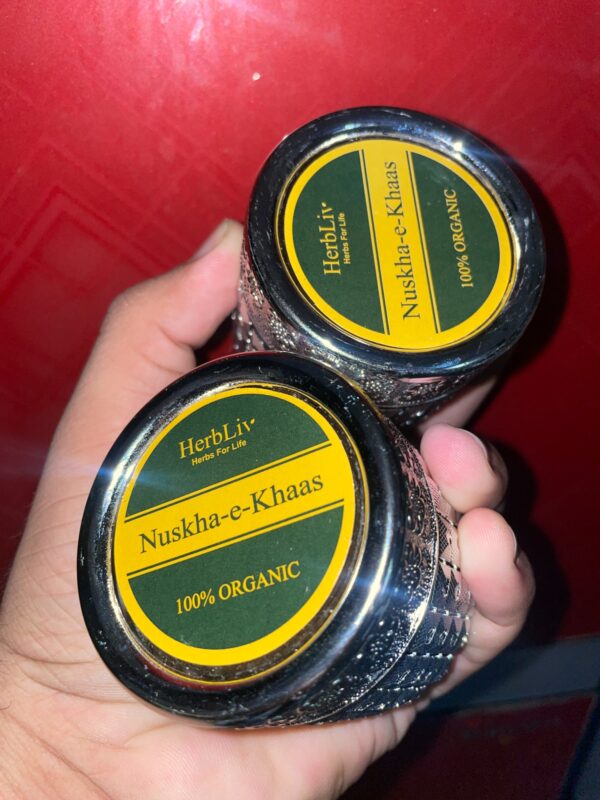 HerbLiv
Herbs For Life
Nuskha-e-Khaas
100% ORGANIC
HerbLiv
Herbs For Life
Nuskha-e-Khaas
100% ORGANIC